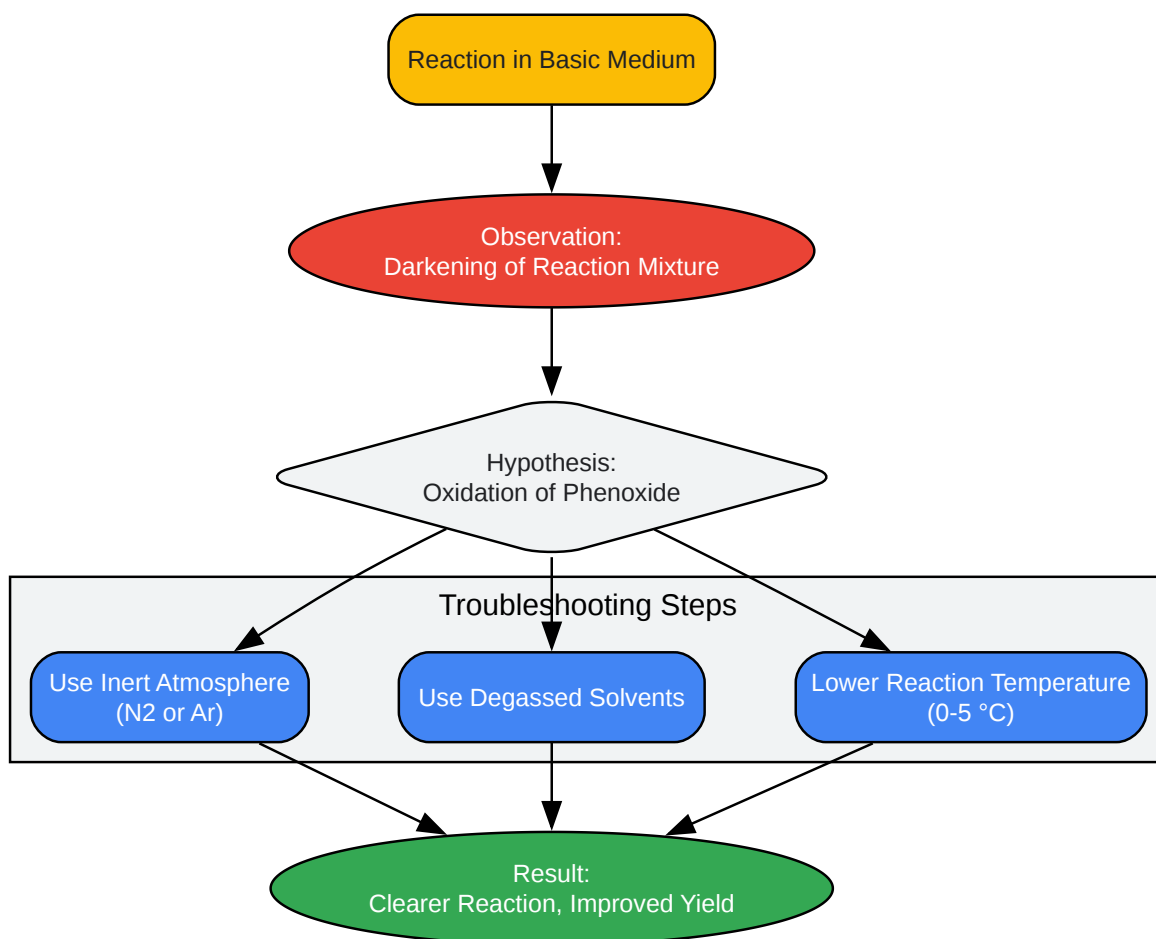 Reaction in Basic Medium
Observation:
Darkening of Reaction Mixture
Hypothesis:
Oxidation of Phenoxide
Troubleshooting Steps
Use Inert Atmosphere
(N2 or Ar)
Use Degassed Solvents
Lower Reaction Temperature
(0-5 °C)
Result:
Clearer Reaction, Improved Yield